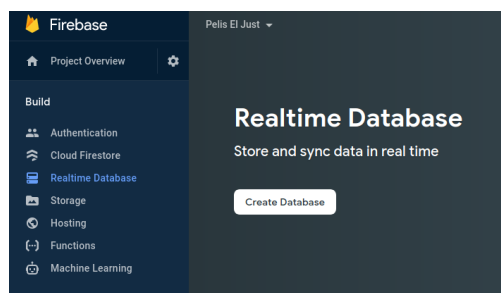 Firebase
Pelis El Just
Project Overview
Build
Authentication
Cloud Firestore
Realtime Database
Storage
Hosting
Functions
Machine Learning
Realtime Database
Store and sync data in real time
Create Database